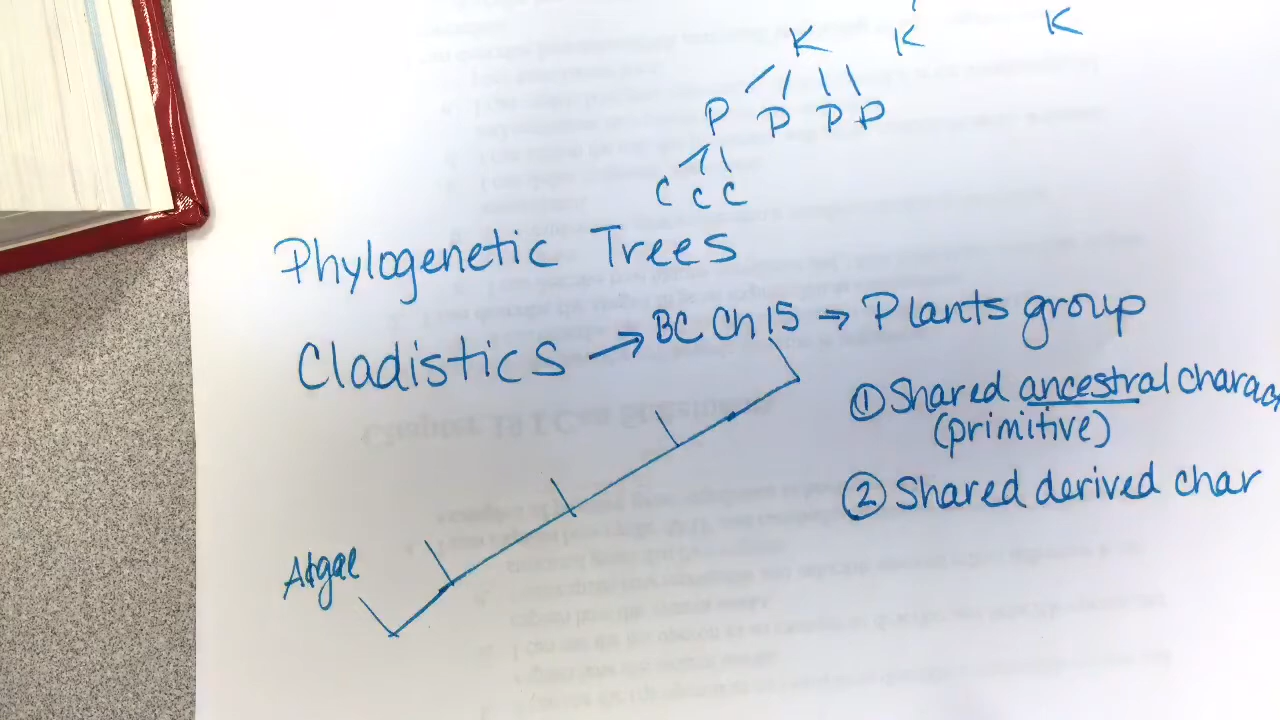 K K K
P P P P
C C C
Phylogenetic Trees
Cladistics → BC Ch 15 → Plants group
① Shared ancestral charac
(primitive)
② Shared derived char
Algae